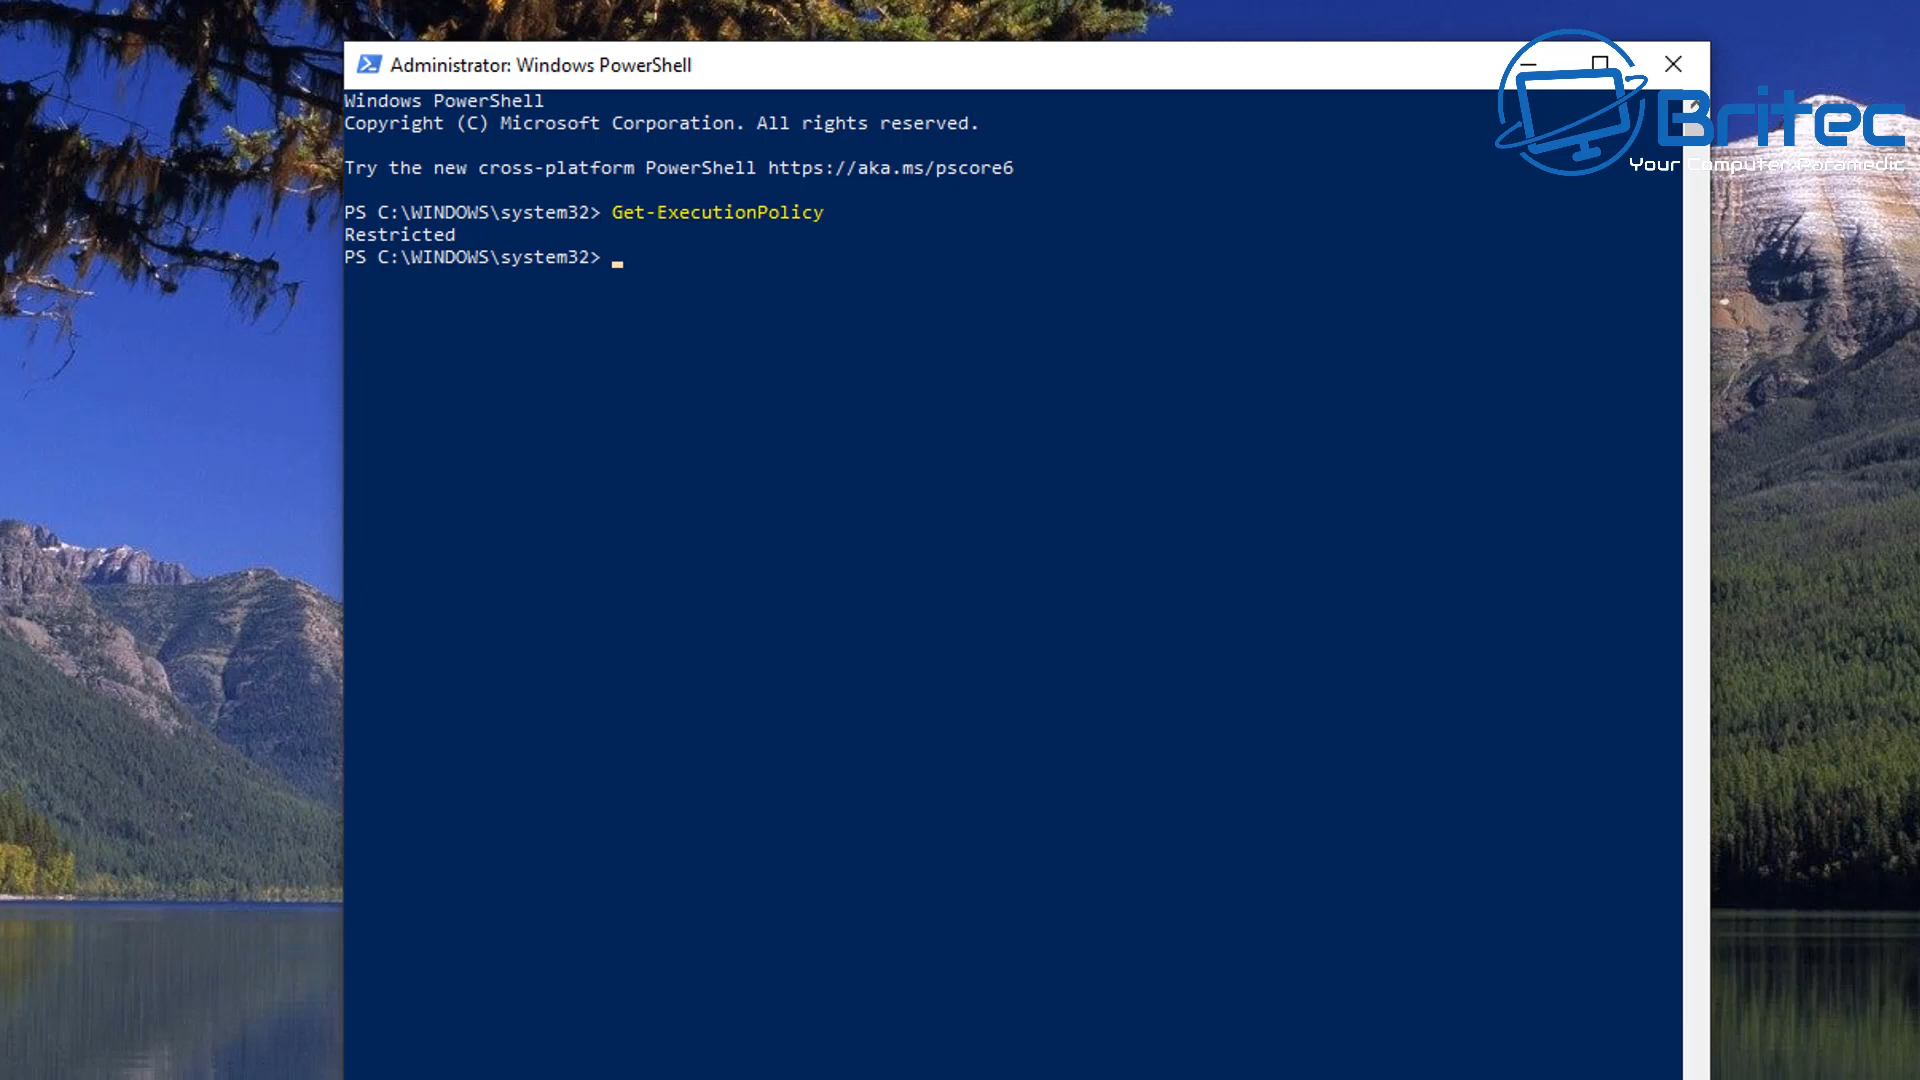 Administrator: Windows PowerShell
Windows PowerShell
Copyright (C) Microsoft Corporation. All rights reserved.
Try the new cross-platform PowerShell https://aka.ms/pscore6
PS C:\WINDOWS\system32> Get-ExecutionPolicy
Restricted
PS C:\WINDOWS\system32>
Britec
Your Computer Paramedic